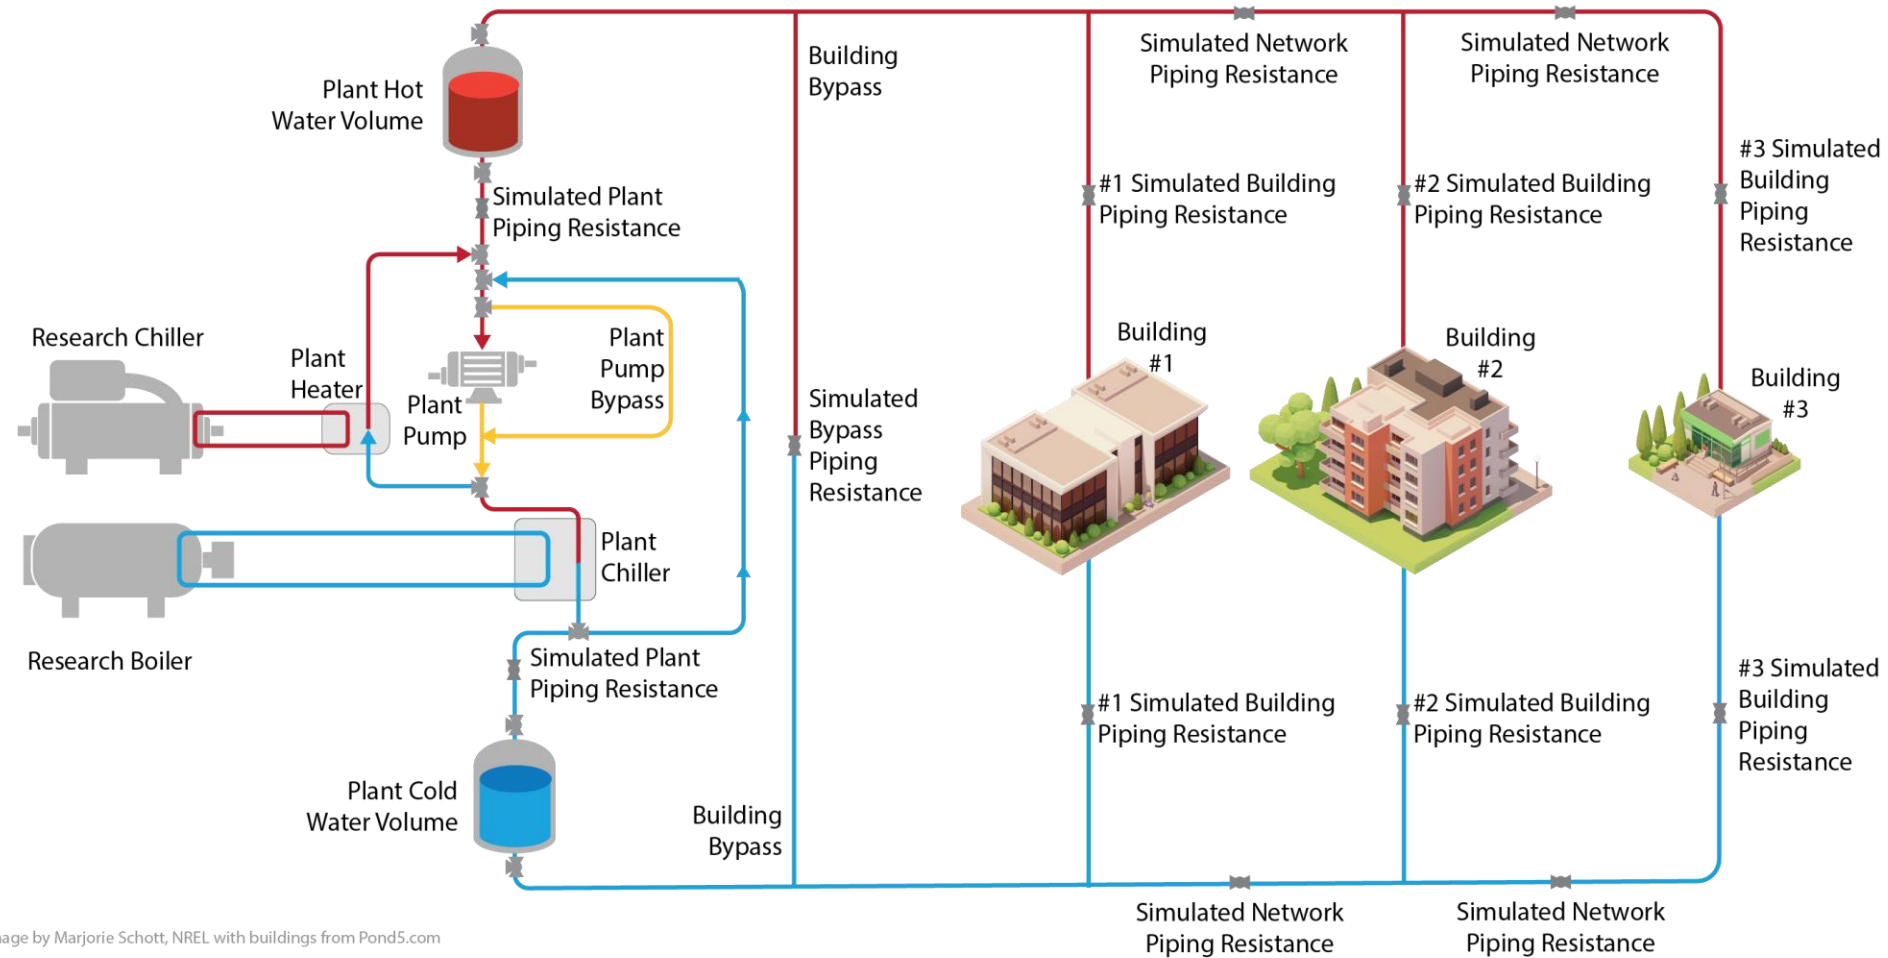 Plant Hot
Water Volume
Building
Bypass
Simulated Network
Piping Resistance
Simulated Network
Piping Resistance
Simulated Plant
Piping Resistance
#1 Simulated Building
Piping Resistance
#2 Simulated Building
Piping Resistance
#3 Simulated
Building
Piping
Resistance
Research Chiller
Plant
Heater
Plant
Pump
Plant
Pump
Bypass
Simulated
Bypass
Piping
Resistance
Building
#1
Building
#2
Building
#3
Plant
Chiller
Research Boiler
Simulated Plant
Piping Resistance
#1 Simulated Building
Piping Resistance
#2 Simulated Building
Piping Resistance
#3 Simulated
Building
Piping
Resistance
Plant Cold
Water Volume
Building
Bypass
Simulated Network
Piping Resistance
Simulated Network
Piping Resistance
by Marjorie Schott, NREL with buildings from Pond5.com